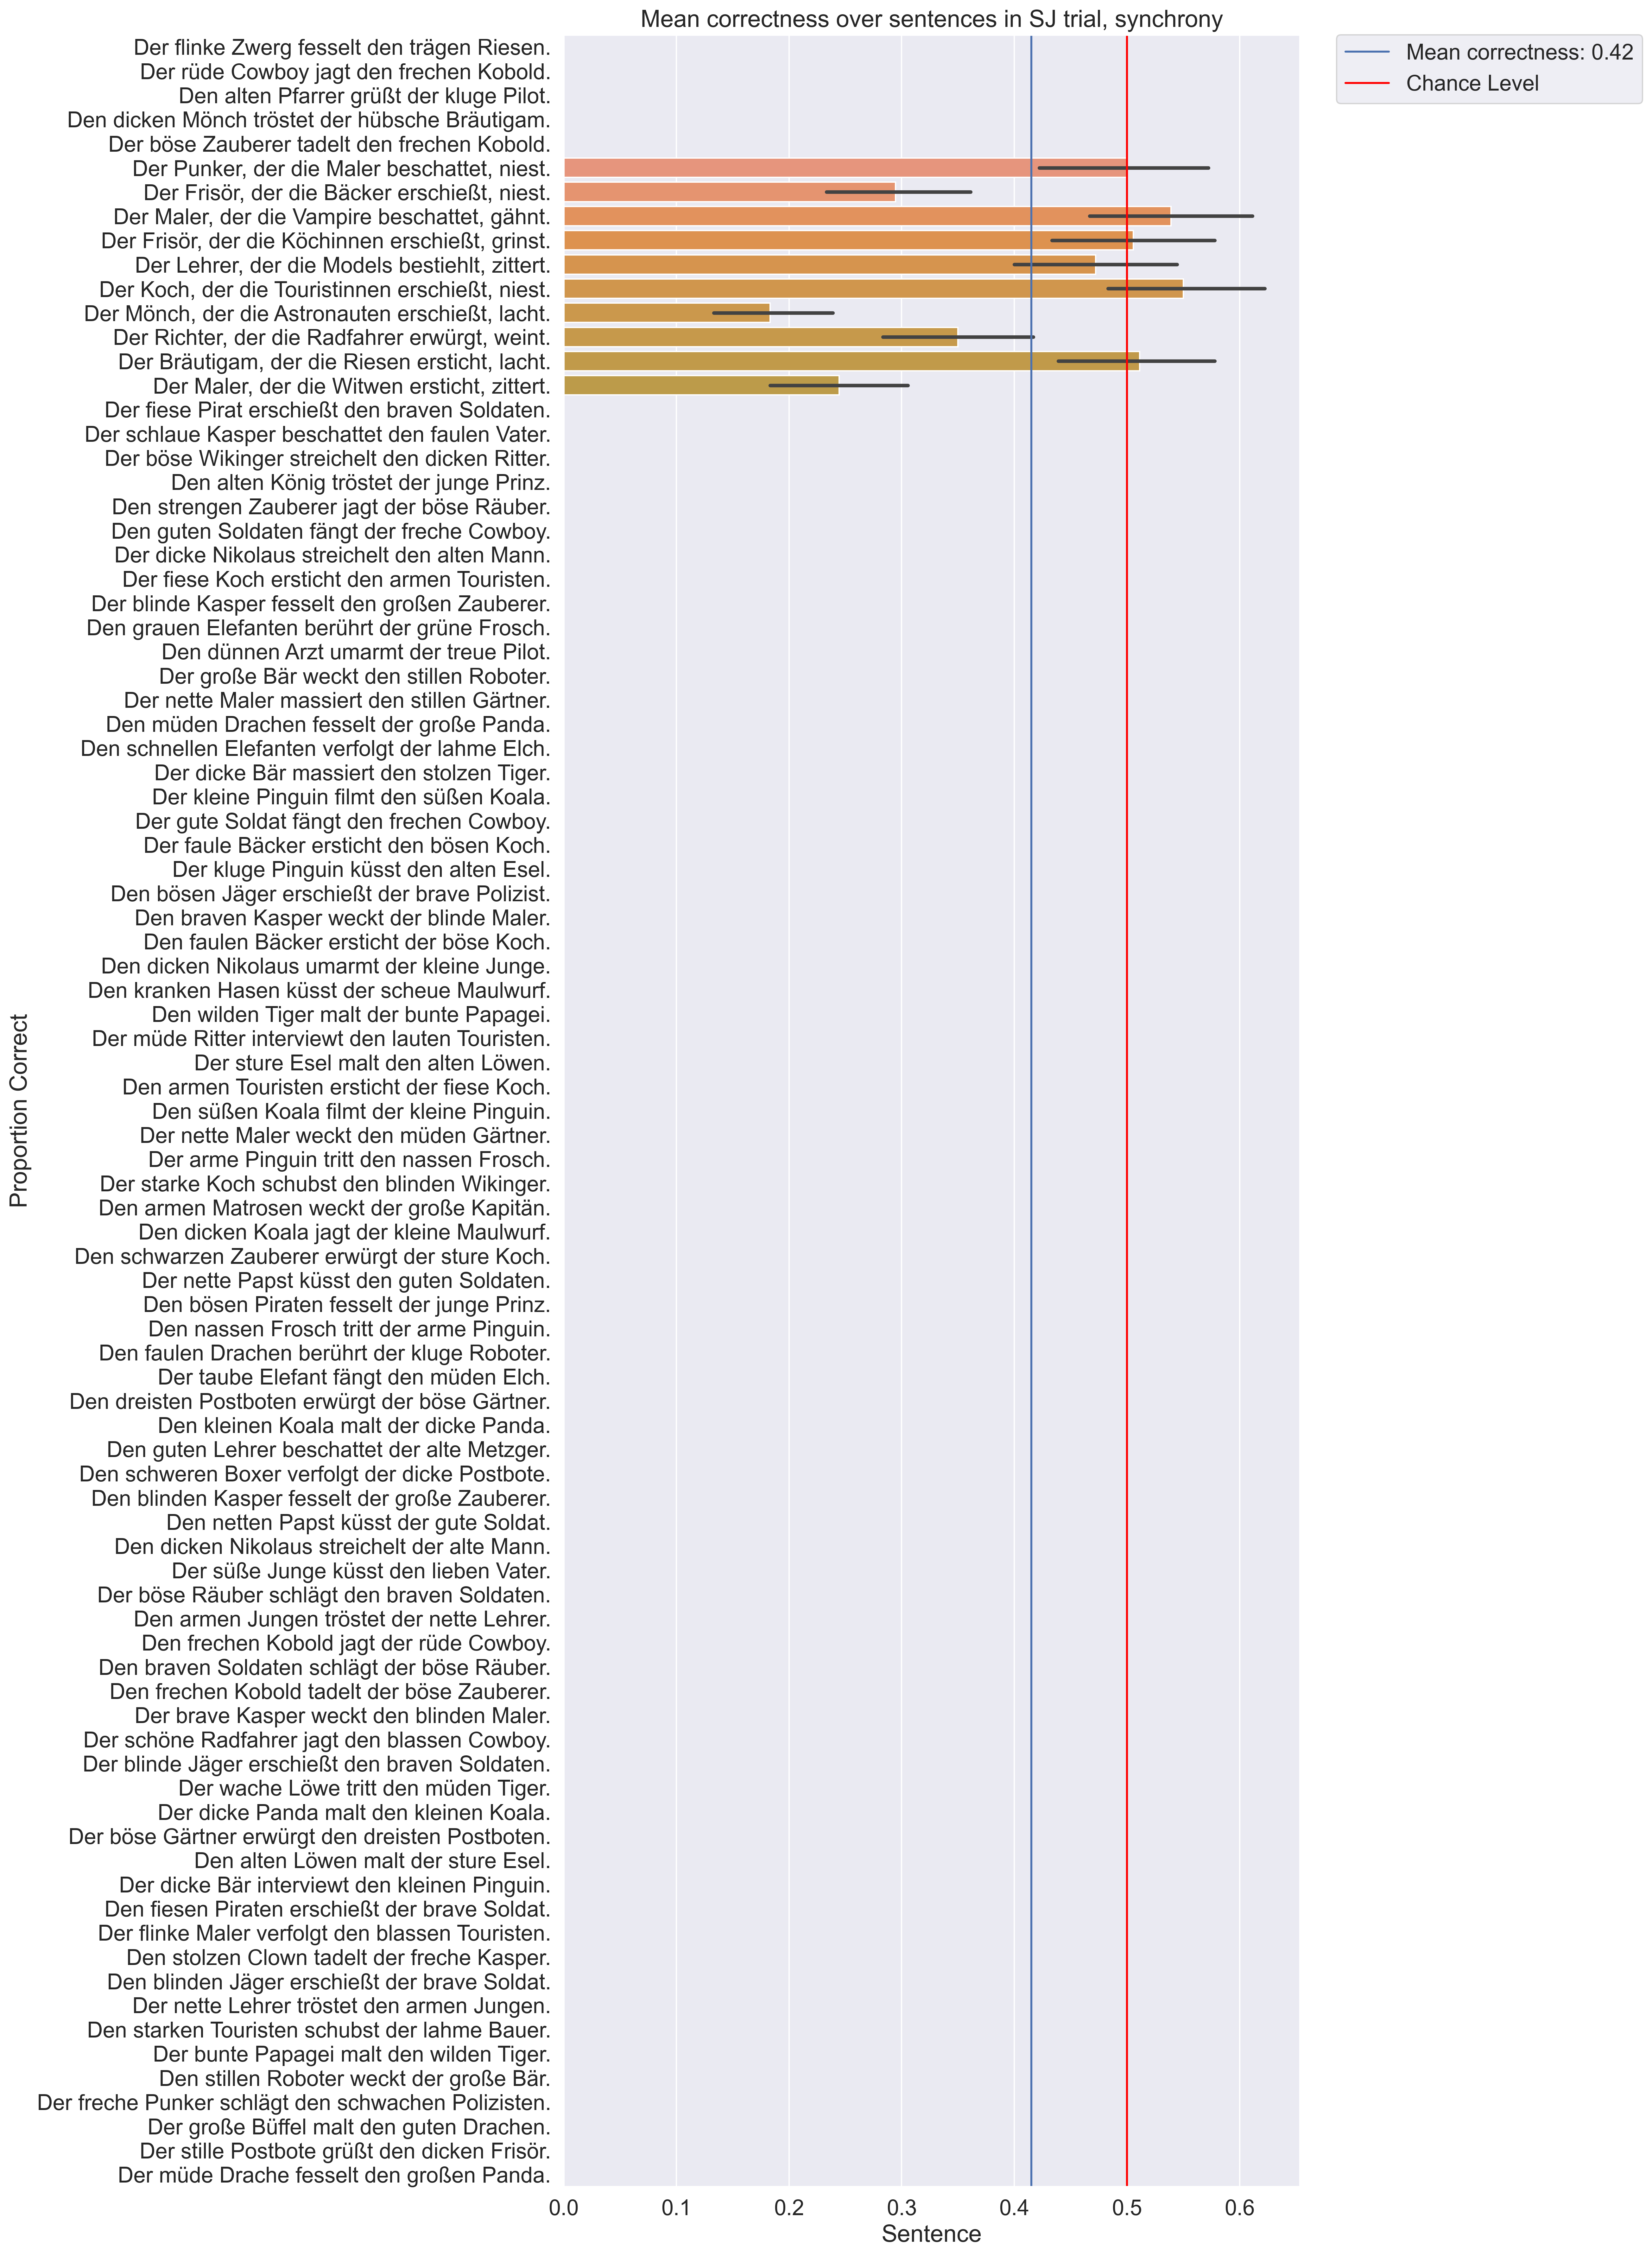 Mean correctness over sentences in SJ trial, synchrony
Mean correctness: 0.42
Chance Level
Der flinke Zwerg fesselt den trägen Riesen.
Der rüde Cowboy jagt den frechen Kobold.
Den alten Pfarrer grüßt der kluge Pilot.
Den dicken Mönch tröstet der hübsche Bräutigam.
Der böse Zauberer tadelt den frechen Kobold.
Der Punker, der die Maler beschattet, niest.
Der Frisör, der die Bäcker erschießt, niest.
Der Maler, der die Vampire beschattet, gähnt.
Der Frisör, der die Köchinnen erschießt, grinst.
Der Lehrer, der die Models bestiehlt, zittert.
Der Koch, der die Touristinnen erschießt, niest.
Der Mönch, der die Astronauten erschießt, lacht.
Der Richter, der die Radfahrer erwürgt, weint.
Der Bräutigam, der die Riesen ersticht, lacht.
Der Maler, der die Witwen ersticht, zittert.
Der fiese Pirat erschießt den braven Soldaten.
Der schlaue Kasper beschattet den faulen Vater.
Der böse Wikinger streichelt den dicken Ritter.
Den alten König tröstet der junge Prinz.
Den strengen Zauberer jagt der böse Räuber.
Den guten Soldaten fängt der freche Cowboy.
Der dicke Nikolaus streichelt den alten Mann.
Der fiese Koch ersticht den armen Touristen.
Der blinde Kasper fesselt den großen Zauberer.
Den grauen Elefanten berührt der grüne Frosch.
Den dünnen Arzt umarmt der treue Pilot.
Der große Bär weckt den stillen Roboter.
Der nette Maler massiert den stillen Gärtner.
Den müden Drachen fesselt der große Panda.
Den schnellen Elefanten verfolgt der lahme Elch.
Der dicke Bär massiert den stolzen Tiger.
Der kleine Pinguin filmt den süßen Koala.
Der gute Soldat fängt den frechen Cowboy.
Der faule Bäcker ersticht den bösen Koch.
Der kluge Pinguin küsst den alten Esel.
Den bösen Jäger erschießt der brave Polizist.
Den braven Kasper weckt der blinde Maler.
Den faulen Bäcker ersticht der böse Koch.
Den dicken Nikolaus umarmt der kleine Junge.
Den kranken Hasen küsst der scheue Maulwurf.
Den wilden Tiger malt der bunte Papagei.
Der müde Ritter interviewt den lauten Touristen.
Der sture Esel malt den alten Löwen.
Den armen Touristen ersticht der fiese Koch.
Den süßen Koala filmt der kleine Pinguin.
Der nette Maler weckt den müden Gärtner.
Der arme Pinguin tritt den nassen Frosch.
Der starke Koch schubst den blinden Wikinger.
Den armen Matrosen weckt der große Kapitän.
Den dicken Koala jagt der kleine Maulwurf.
Den schwarzen Zauberer erwürgt der sture Koch.
Der nette Papst küsst den guten Soldaten.
Den bösen Piraten fesselt der junge Prinz.
Den nassen Frosch tritt der arme Pinguin.
Den faulen Drachen berührt der kluge Roboter.
Der taube Elefant fängt den müden Elch.
Den dreisten Postboten erwürgt der böse Gärtner.
Den kleinen Koala malt der dicke Panda.
Den guten Lehrer beschattet der alte Metzger.
Den schweren Boxer verfolgt der dicke Postbote.
Den blinden Kasper fesselt der große Zauberer.
Den netten Papst küsst der gute Soldat.
Den dicken Nikolaus streichelt der alte Mann.
Der süße Junge küsst den lieben Vater.
Der böse Räuber schlägt den braven Soldaten.
Den armen Jungen tröstet der nette Lehrer.
Den frechen Kobold jagt der rüde Cowboy.
Den braven Soldaten schlägt der böse Räuber.
Den frechen Kobold tadelt der böse Zauberer.
Der brave Kasper weckt den blinden Maler.
Der schöne Radfahrer jagt den blassen Cowboy.
Der blinde Jäger erschießt den braven Soldaten.
Der wache Löwe tritt den müden Tiger.
Der dicke Panda malt den kleinen Koala.
Der böse Gärtner erwürgt den dreisten Postboten.
Den alten Löwen malt der sture Esel.
Der dicke Bär interviewt den kleinen Pinguin.
Den fiesen Piraten erschießt der brave Soldat.
Der flinke Maler verfolgt den blassen Touristen.
Den stolzen Clown tadelt der freche Kasper.
Den blinden Jäger erschießt der brave Soldat.
Der nette Lehrer tröstet den armen Jungen.
Den starken Touristen schubst der lahme Bauer.
Der bunte Papagei malt den wilden Tiger.
Den stillen Roboter weckt der große Bär.
Der freche Punker schlägt den schwachen Polizisten.
Der große Büffel malt den guten Drachen.
Der stille Postbote grüßt den dicken Frisör.
Der müde Drache fesselt den großen Panda.
Proportion Correct
0.0 0.1 0.2 0.3 0.4 0.5 0.6
Sentence